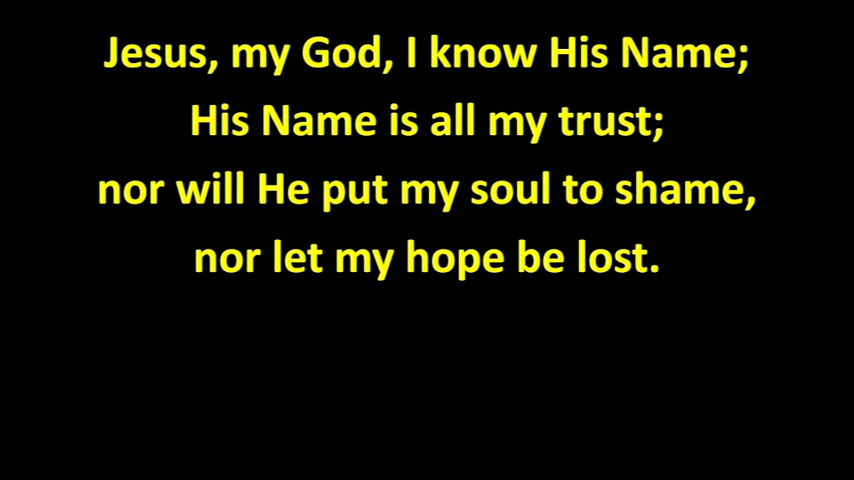 Jesus, my God, I know His Name;
His Name is all my trust;
nor will He put my soul to shame,
nor let my hope be lost.